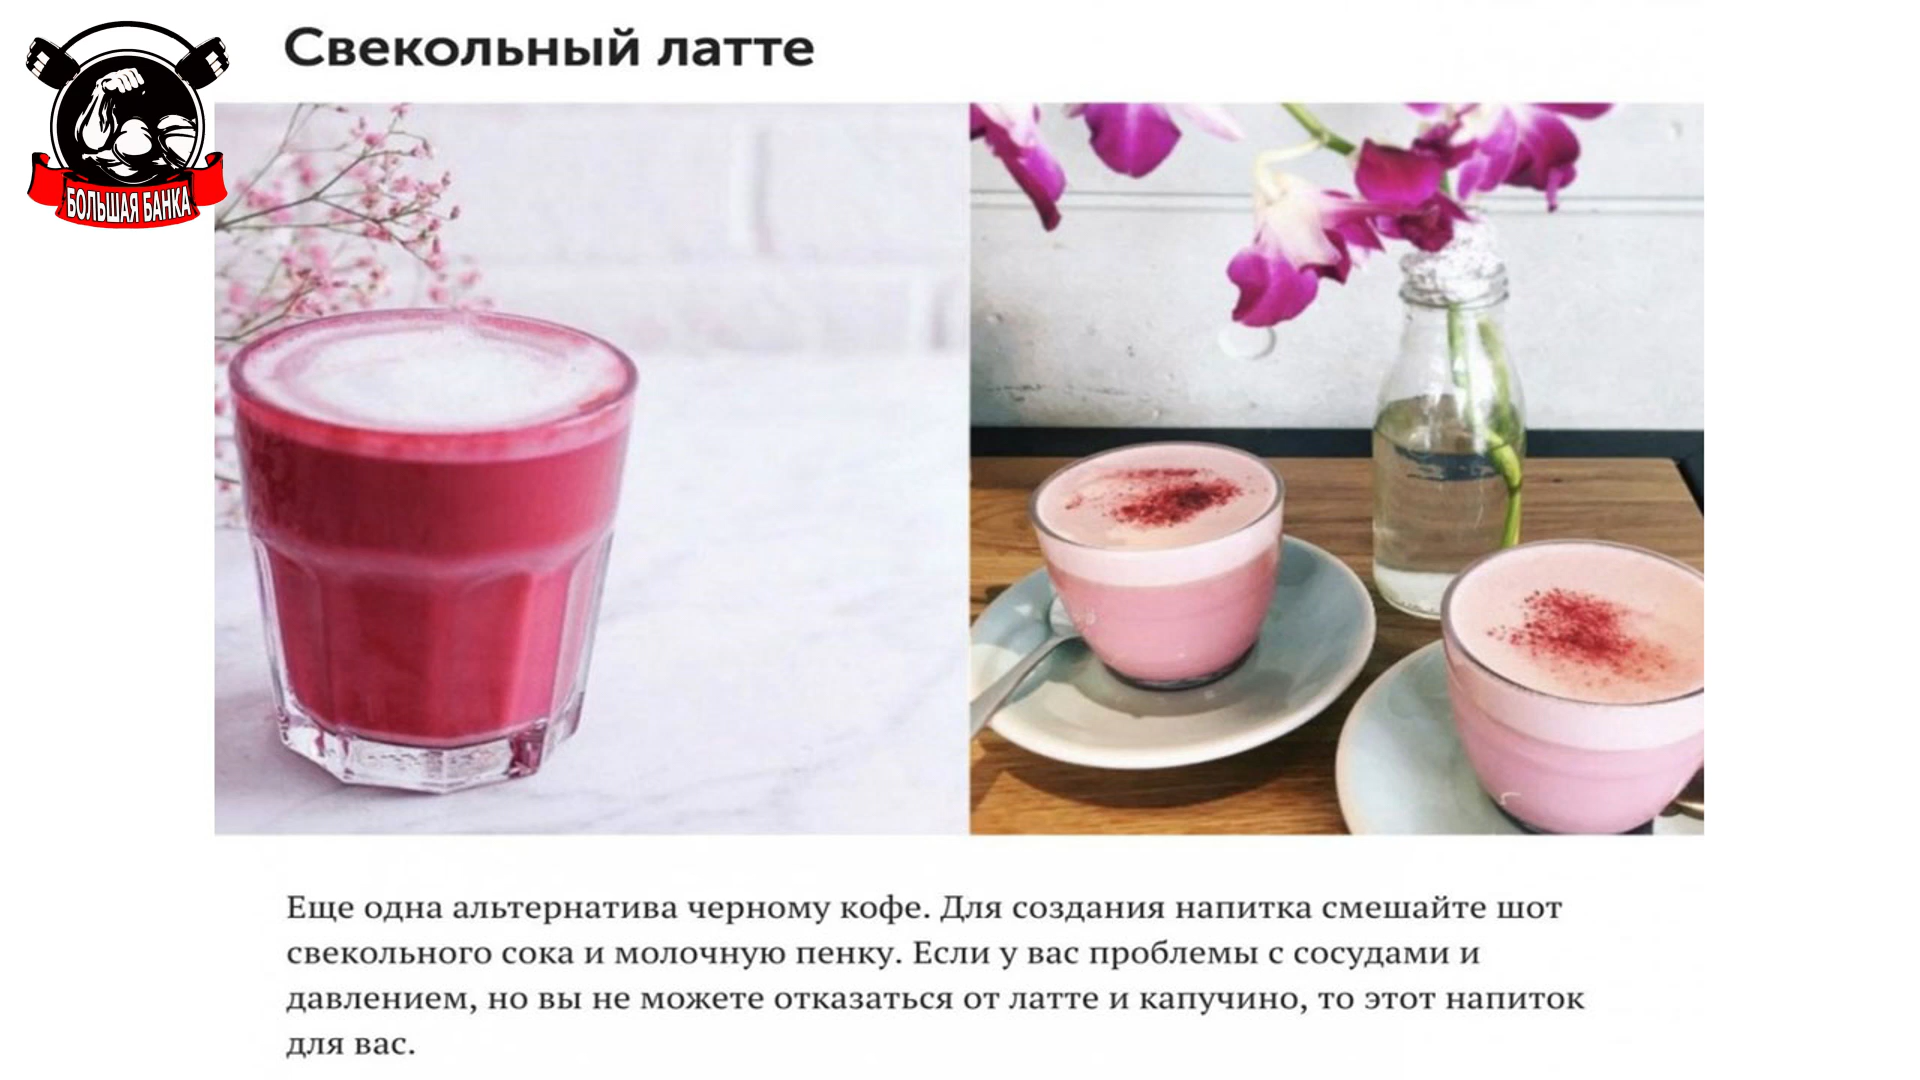 Свекольный латте
БОЛЬШАЯ БАНКА
Еще одна альтернатива черному кофе. Для создания напитка смешайте шот
свекольного сока и молочную пенку. Если у вас проблемы с сосудами и
давлением, но вы не можете отказаться от латте и капучино, то этот напиток
для вас.